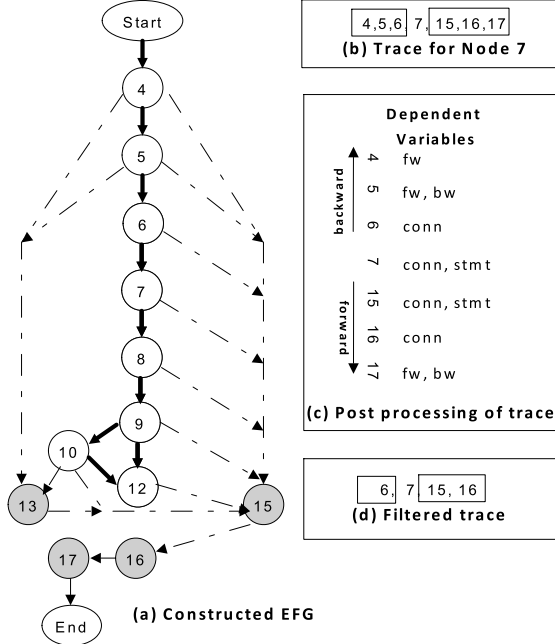 Start
4
5
6
7
8
9
10
12
13
15
17
16
End
(a) Constructed EFG
4,5,6, 7, 15,16,17
(b) Trace for Node 7
Dependent
Variables
backward
forward
4 fw
5 fw, bw
6 conn
7 conn, stmt
15 conn, stmt
16 conn
17 fw, bw
(c) Post processing of trace
6, 7, 15, 16
(d) Filtered trace